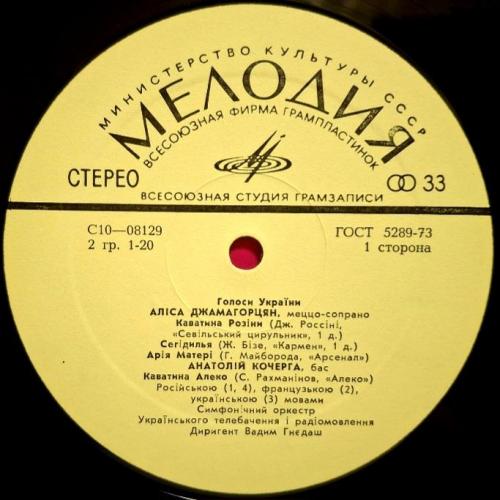 МИНИСТЕРСТВО КУЛЬТУРЫ СССР
МЕЛОДИЯ
ВСЕСОЮЗНАЯ ФИРМА ГРАМПЛАСТИНОК
СТЕРЕО
33
ВСЕСОЮЗНАЯ СТУДИЯ ГРАМЗАПИСИ
С10—08129
2 гр. 1-20
ГОСТ 5289-73
1 сторона
Голоси України
АЛІСА ДЖАМАГОРЦЯН, меццо-сопрано
Каватина Розіни (Дж. Россіні,
«Севільський цирульник», 1 д.)
Сегідилья (Ж. Бізе, «Кармен», 1 д.)
Арія Матері (Г. Майборода, «Арсенал»)
АНАТОЛІЙ КОЧЕРГА, бас
Каватина Алеко (С. Рахманінов, «Алеко»)
Російською (1, 4), французькою (2),
українською (3) мовами
Симфонічний оркестр
Українського телебачення і радіомовлення
Диригент Вадим Гнєдаш